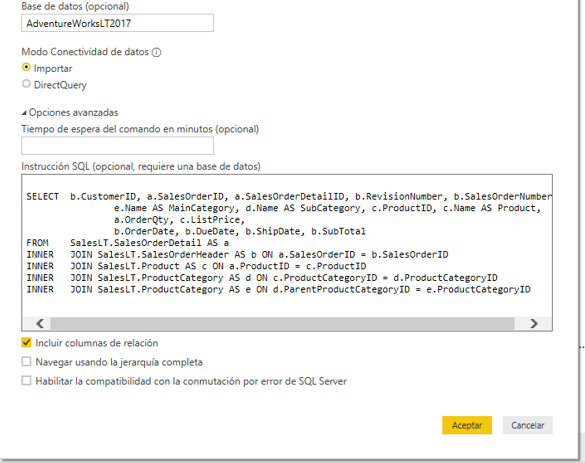 Base de datos (opcional)
AdventureWorksLT2017
Modo Conectividad de datos
Importar
DirectQuery
Opciones avanzadas
Tiempo de espera del comando en minutos (opcional)
Instrucción SQL (opcional, requiere una base de datos)
SELECT b.CustomerID, a.SalesOrderID, a.SalesOrderDetailID, b.RevisionNumber, b.SalesOrderNumber
e.Name AS MainCategory, d.Name AS SubCategory, c.ProductID, c.Name AS Product,
a.OrderQty, c.ListPrice,
b.OrderDate, b.DueDate, b.ShipDate, b.SubTotal
FROM SalesLT.SalesOrderDetail AS a
INNER JOIN SalesLT.SalesOrderHeader AS b ON a.SalesOrderID = b.SalesOrderID
INNER JOIN SalesLT.Product AS c ON a.ProductID = c.ProductID
INNER JOIN SalesLT.ProductCategory AS d ON c.ProductCategoryID = d.ProductCategoryID
INNER JOIN SalesLT.ProductCategory AS e ON d.ParentProductCategoryID = e.ProductCategoryID
Incluir columnas de relación
Navegar usando la jerarquía completa
Habilitar la compatibilidad con la conmutación por error de SQL Server
Aceptar Cancelar